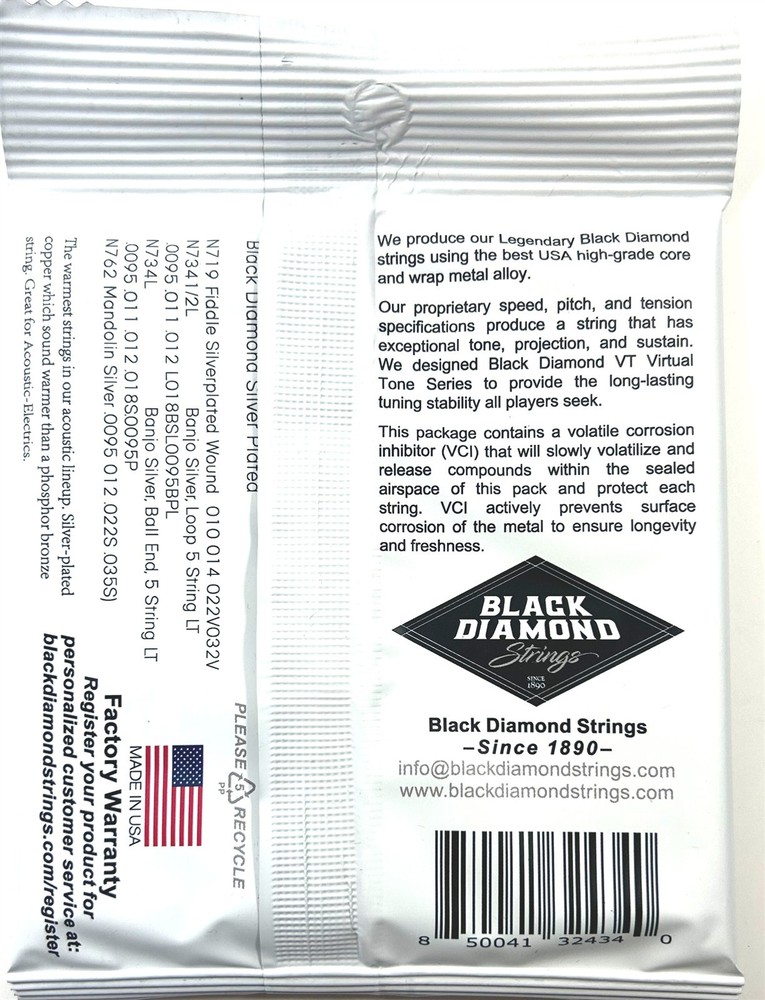 We produce our Legendary Black Diamond
strings using the best USA high-grade core
and wrap metal alloy.
Our proprietary speed, pitch, and tension
specifications produce a string that has
exceptional tone, projection, and sustain.
We designed Black Diamond VT Virtual
Tone Series to provide the long-lasting
tuning stability all players seek.
This package contains a volatile corrosion
inhibitor (VCI) that will slowly volatilize and
release compounds within the sealed
airspace of this pack and protect each
string. VCI actively prevents surface
corrosion of the metal to ensure longevity
and freshness.
BLACK
DIAMOND
Strings
SINCE
1890
Black Diamond Strings
–Since 1890–
info@blackdiamondstrings.com
www.blackdiamondstrings.com
8 50041 32434 0
Black Diamond Silver Plated
N719 Fiddle Silverplated Wound 010 014 022V032V
N7341/2L Banjo Silver, Loop 5 String LT
.0095 .011 .012 L018BSL0095BPL
N734L Banjo Silver, Ball End, 5 String LT
.0095 .011 .012 .018S0095P
N762 Mandolin Silver .0095 012 .022S .035S)
The warmest strings in our acoustic lineup. Silver-plated
copper which sound warmer than a phosphor bronze
string. Great for Acoustic-Electrics.
PLEASE 5 RECYCLE
PP
MADE IN USA
Factory Warranty
Register your product for
personalized customer service at:
blackdiamondstrings.com/register